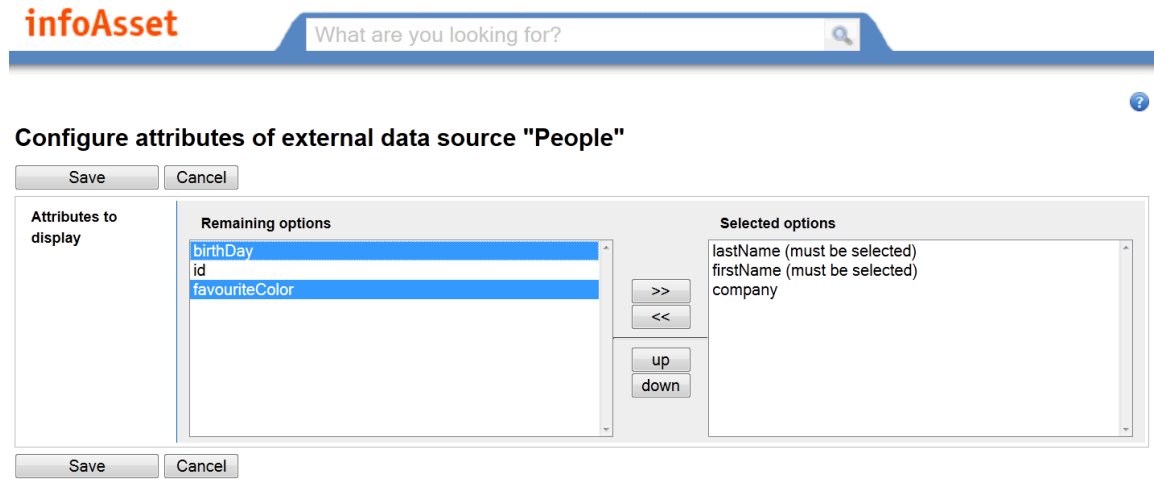 infoAsset
What are you looking for?
?
Configure attributes of external data source "People"
Save Cancel
Attributes to display
Remaining options
birthDay
id
favouriteColor
>>
<<
up
down
Selected options
lastName (must be selected)
firstName (must be selected)
company
Save Cancel